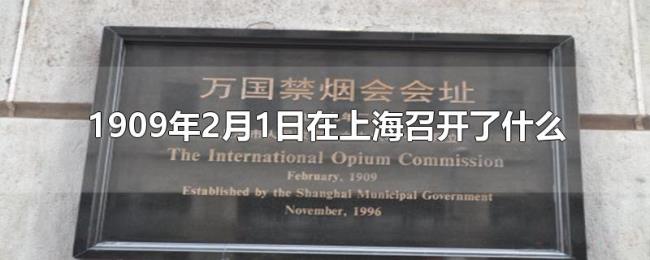 万国禁烟会会址
1909年2月1日在上海召开了什么
The International Opium Commission
February, 1909
Established by the Shanghai Municipal Government
November, 1996